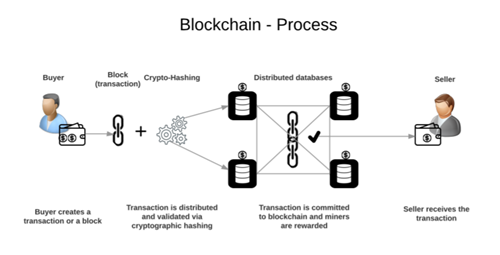 Blockchain - Process
Buyer
Block
(transaction)
Crypto-Hashing
Distributed databases
Seller
$ $
+
$
$
$
$
$ $
Buyer creates a
transaction or a block
Transaction is distributed
and validated via
cryptographic hashing
Transaction is committed
to blockchain and miners
are rewarded
Seller receives the
transaction